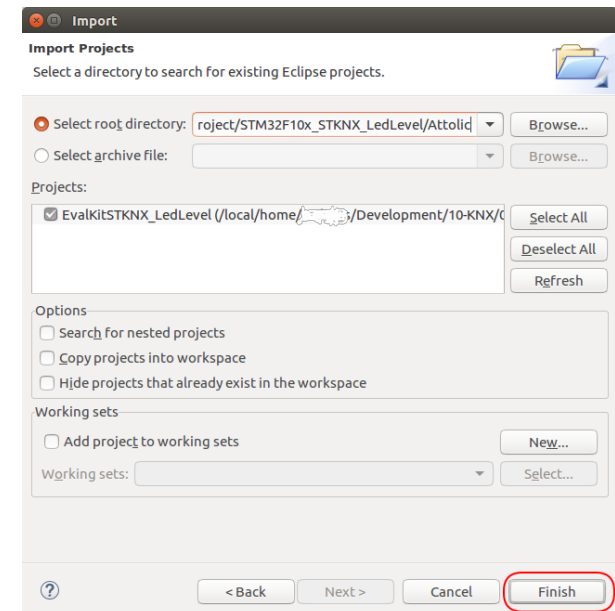 Import
Import Projects
Select a directory to search for existing Eclipse projects.
Select root directory: roject/STM32F10x_STKNX_LedLevel/Attolic Browse...
Select archive file: Browse...
Projects:
EvalKitSTKNX_LedLevel (/local/home/ s/Development/10-KNX/0 Select All
Deselect All
Refresh
Options
Search for nested projects
Copy projects into workspace
Hide projects that already exist in the workspace
Working sets
Add project to working sets New...
Working sets: Select...
? < Back Next > Cancel Finish